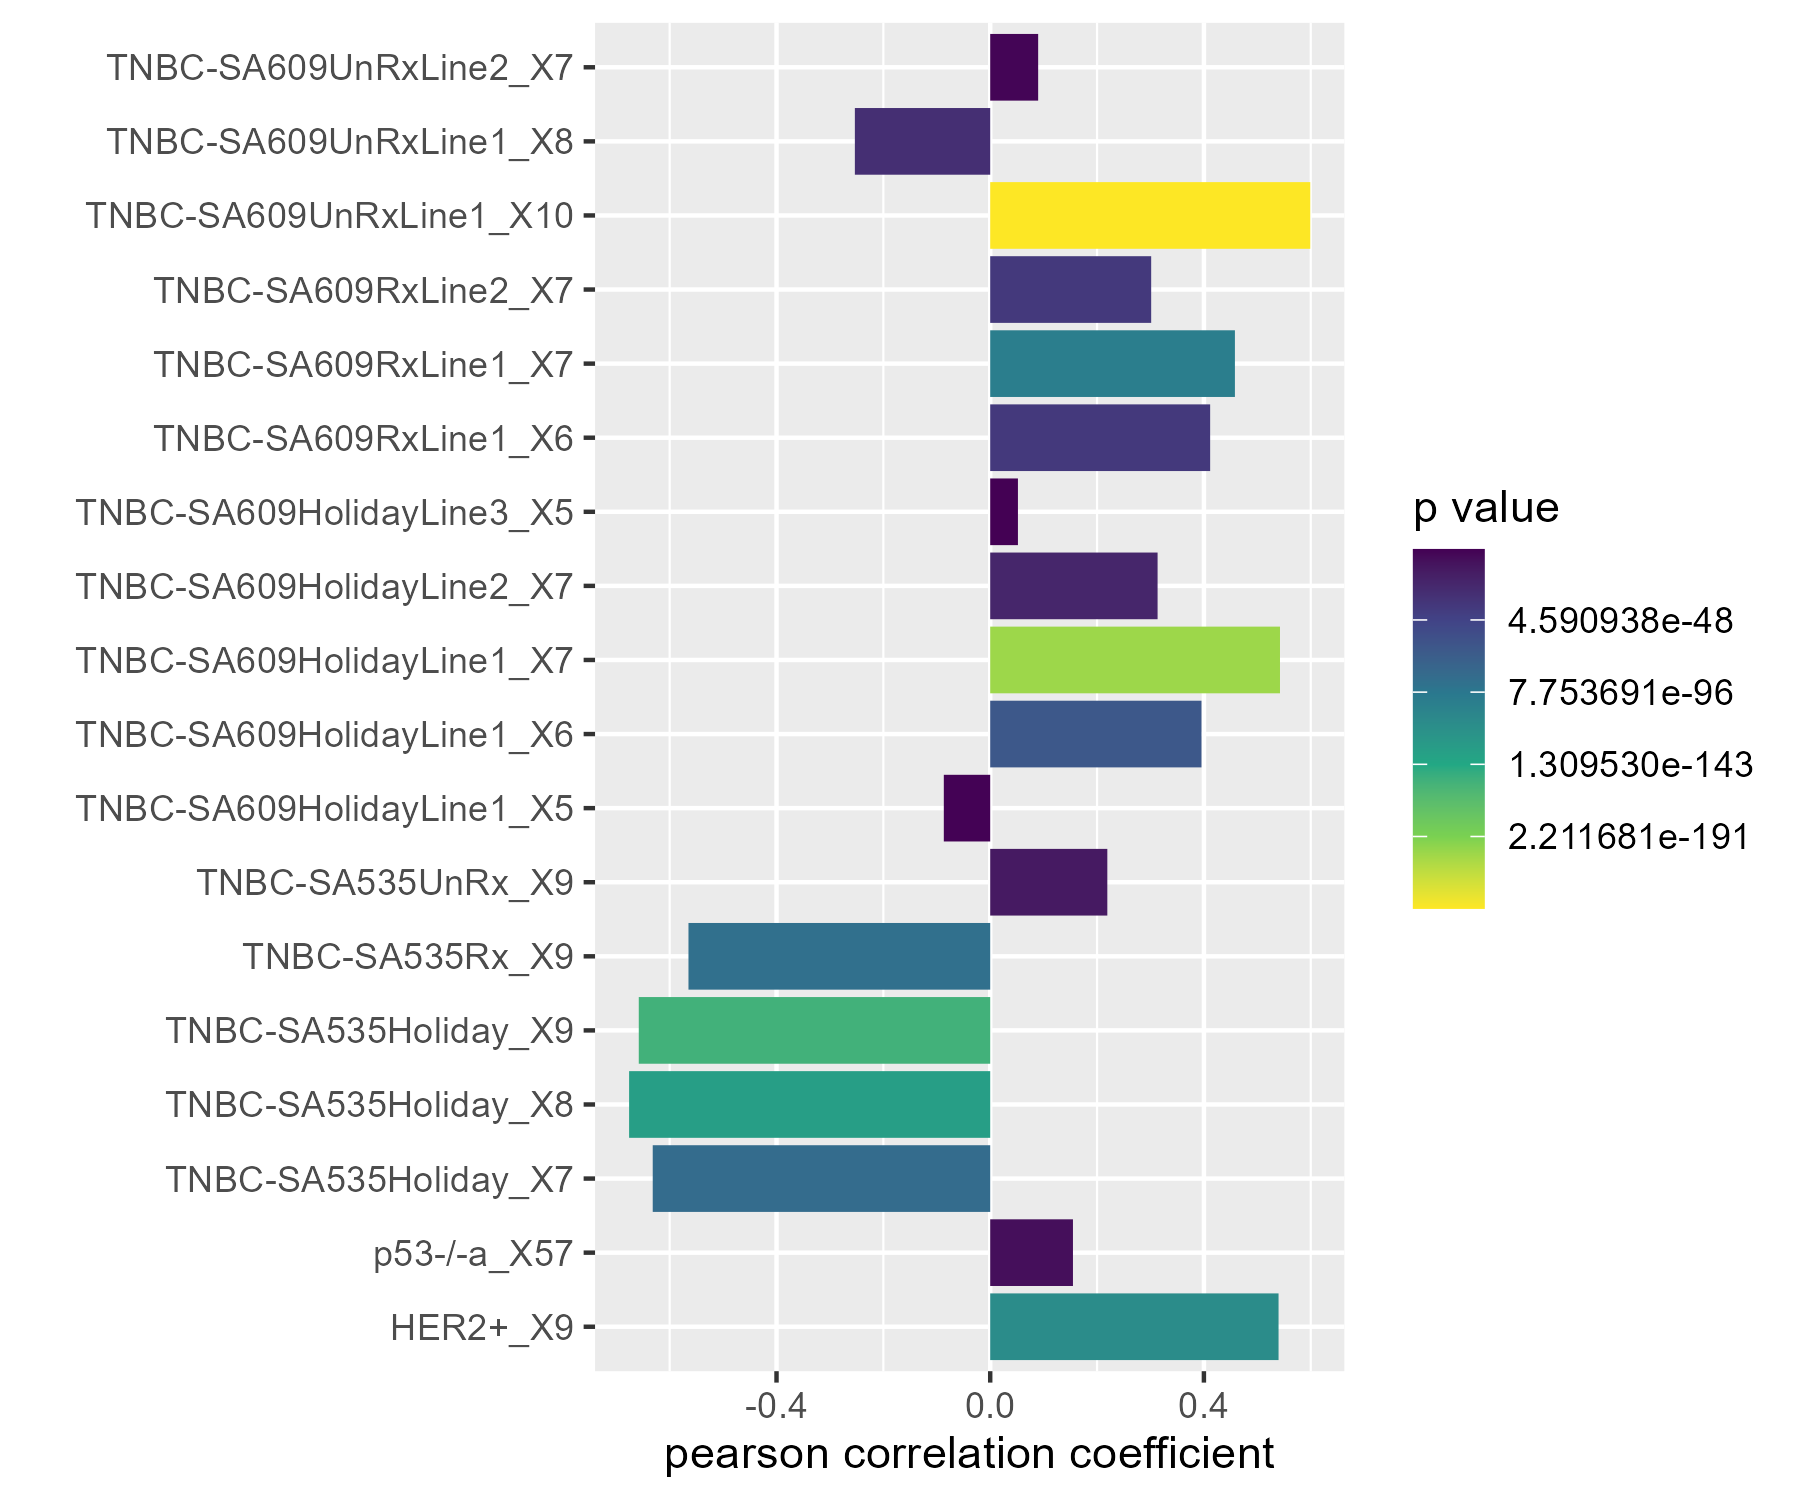 TNBC-SA609UnRxLine2_X7
TNBC-SA609UnRxLine1_X8
TNBC-SA609UnRxLine1_X10
TNBC-SA609RxLine2_X7
TNBC-SA609RxLine1_X7
TNBC-SA609RxLine1_X6
TNBC-SA609HolidayLine3_X5
TNBC-SA609HolidayLine2_X7
TNBC-SA609HolidayLine1_X7
TNBC-SA609HolidayLine1_X6
TNBC-SA609HolidayLine1_X5
TNBC-SA535UnRx_X9
TNBC-SA535Rx_X9
TNBC-SA535Holiday_X9
TNBC-SA535Holiday_X8
TNBC-SA535Holiday_X7
p53-/-a_X57
HER2+_X9
-0.4 0.0 0.4
pearson correlation coefficient
p value
4.590938e-48
7.753691e-96
1.309530e-143
2.211681e-191